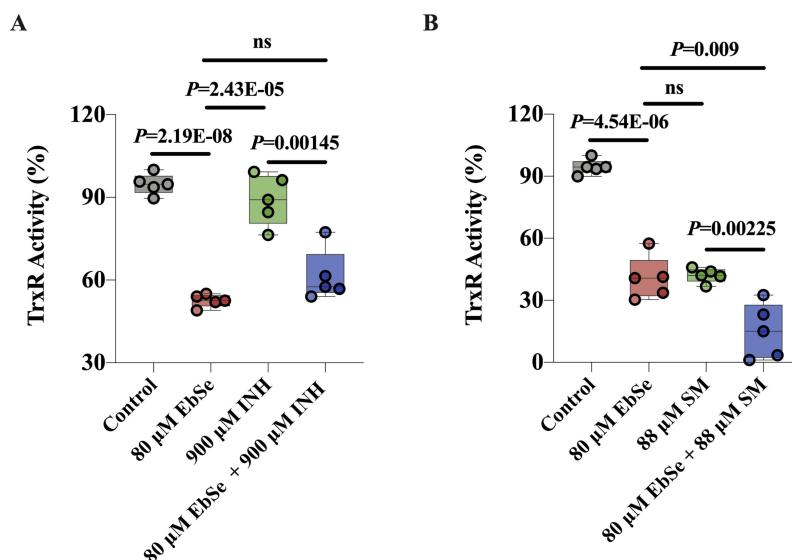 A
ns
P=2.43E-05
P=2.19E-08
P=0.00145
TrxR Activity (%)
120
90
60
30
Control
80 µM EbSe
900 µM INH
80 µM EbSe + 900 µM INH
B
P=0.009
ns
P=4.54E-06
P=0.00225
TrxR Activity (%)
120
90
60
30
0
Control
80 µM EbSe
88 µM SM
80 µM EbSe + 88 µM SM